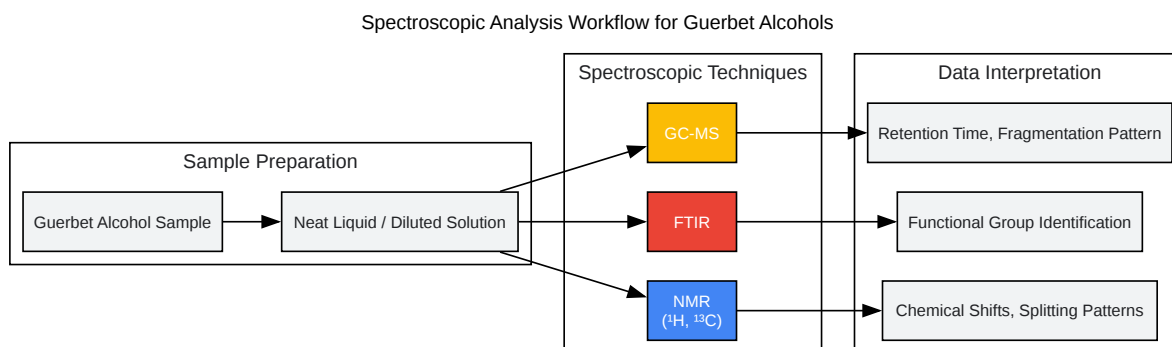 Spectroscopic Analysis Workflow for Guerbet Alcohols
Sample Preparation
Guerbet Alcohol Sample
Neat Liquid / Diluted Solution
Spectroscopic Techniques
GC-MS
FTIR
NMR
(¹H, ¹³C)
Data Interpretation
Retention Time, Fragmentation Pattern
Functional Group Identification
Chemical Shifts, Splitting Patterns